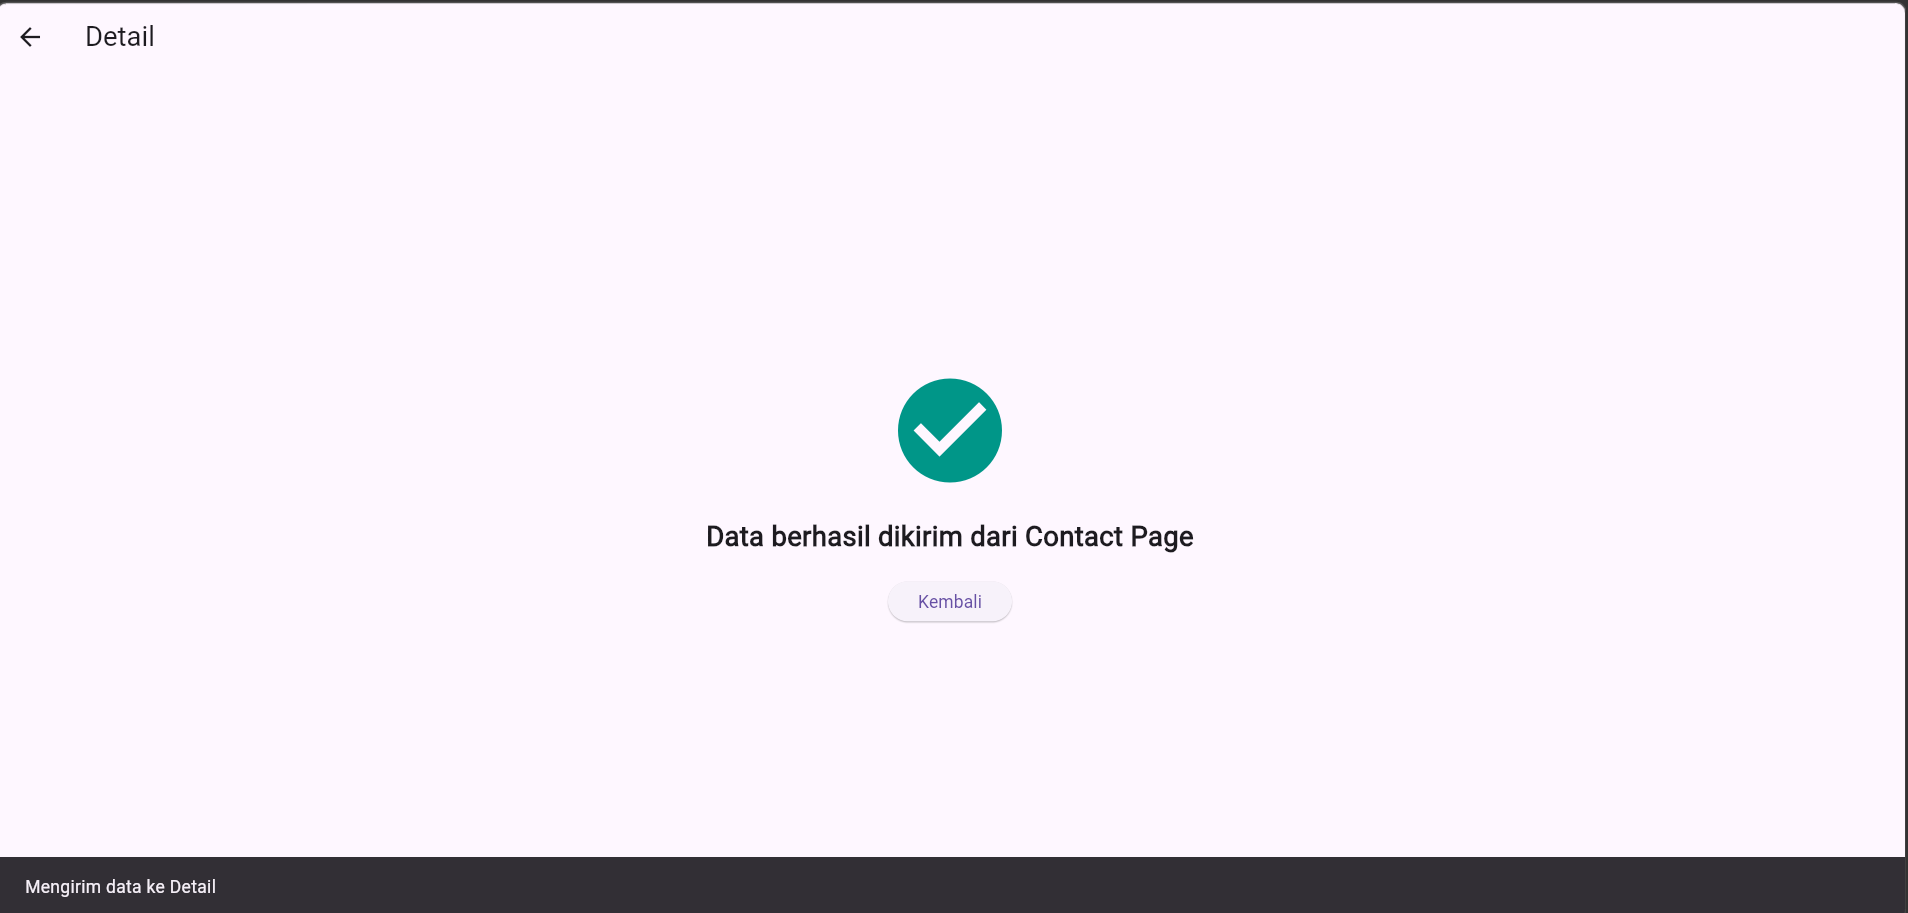 Detail
Data berhasil dikirim dari Contact Page
Kembali
Mengirim data ke Detail